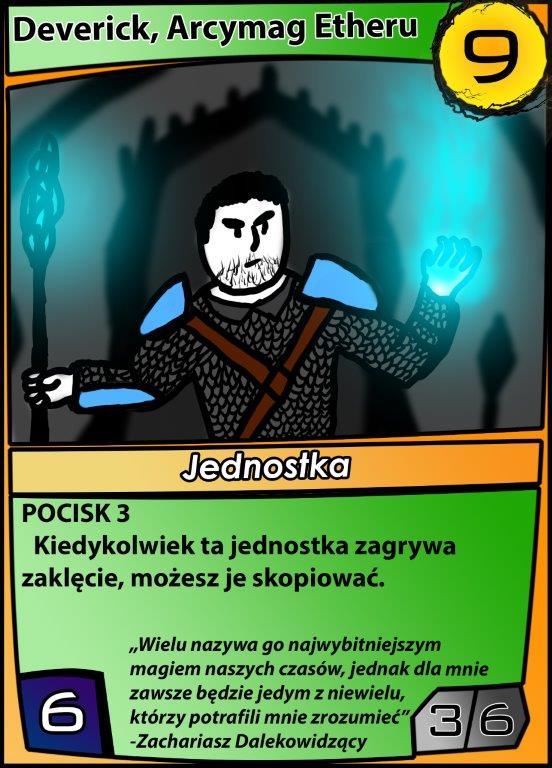 Deverick, Arcymag Etheru
9
Jednostka
POCISK 3
Kiedykolwiek ta jednostka zagrywa
zaklęcie, możesz je skopiować.
„Wielu nazywa go najwybitniejszym
magiem naszych czasów, jednak dla mnie
zawsze będzie jedym z niewielu,
którzy potrafili mnie zrozumieć”
-Zachariasz Dalekowidzący
6
3 6